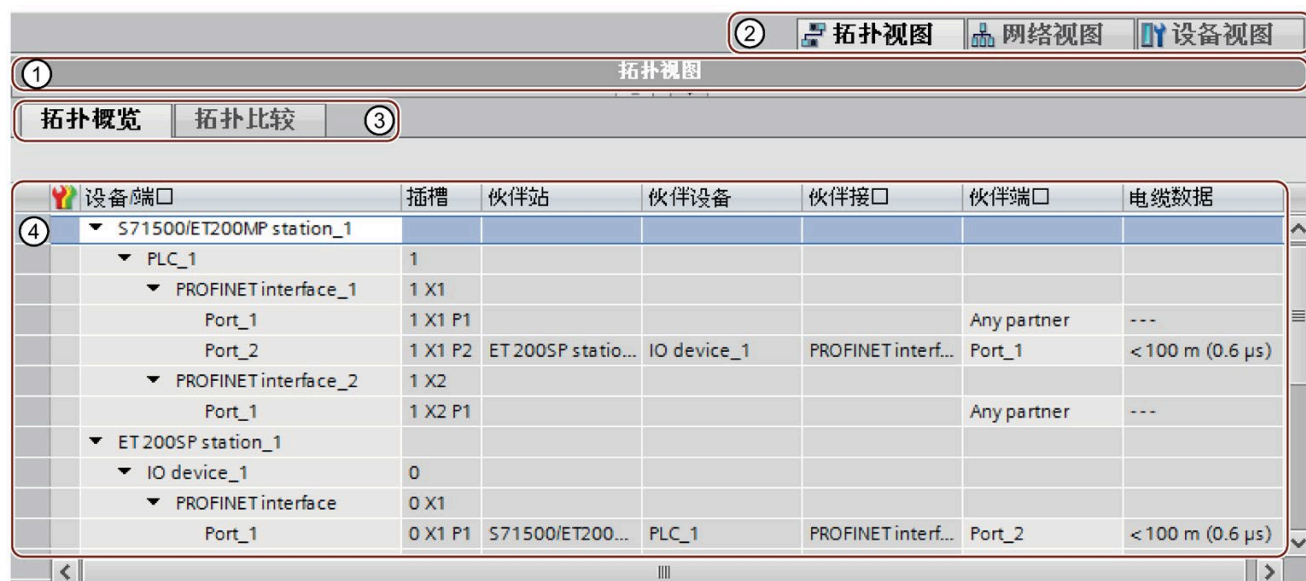 ② 拓扑视图 网络视图 设备视图
① 拓扑视图
拓扑概览 拓扑比较 ③
设备/端口 插槽 伙伴站 伙伴设备 伙伴接口 伙伴端口 电缆数据
④ S71500/ET200MP station_1
PLC_1 1
PROFINET interface_1 1 X1
Port_1 1 X1 P1 Any partner ---
Port_2 1 X1 P2 ET 200SP statio... IO device_1 PROFINET interf... Port_1 < 100 m (0.6 µs)
PROFINET interface_2 1 X2
Port_1 1 X2 P1 Any partner ---
ET 200SP station_1
IO device_1 0
PROFINET interface 0 X1
Port_1 0 X1 P1 S71500/ET200... PLC_1 PROFINET interf... Port_2 < 100 m (0.6 µs)